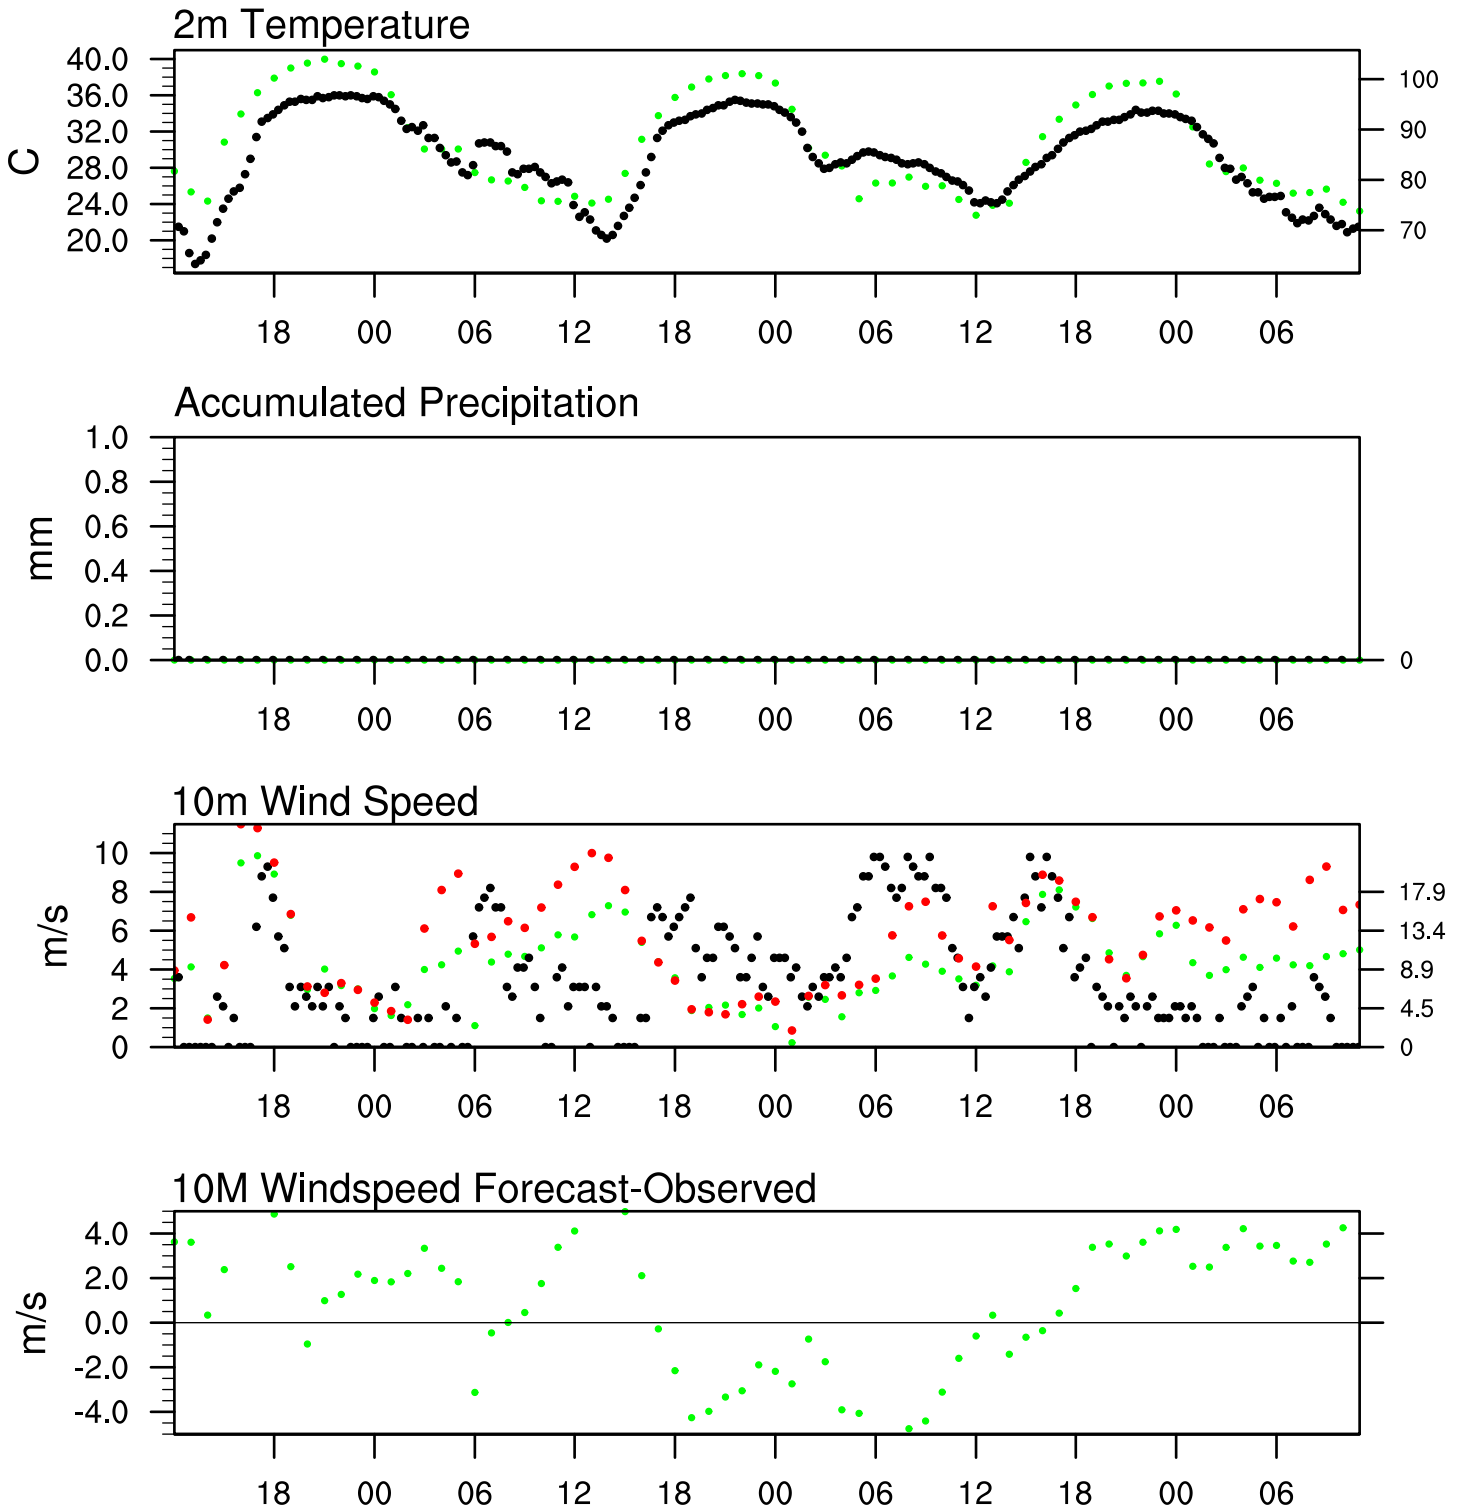 2m Temperature
40.0
36.0
32.0
28.0
24.0
20.0
C
100
90
80
70
18 00 06 12 18 00 06 12 18 00 06
Accumulated Precipitation
1.0
0.8
0.6
0.4
0.2
0.0
mm
0
18 00 06 12 18 00 06 12 18 00 06
10m Wind Speed
10
8
6
4
2
0
m/s
17.9
13.4
8.9
4.5
0
18 00 06 12 18 00 06 12 18 00 06
10M Windspeed Forecast-Observed
4.0
2.0
0.0
-2.0
-4.0
m/s
18 00 06 12 18 00 06 12 18 00 06